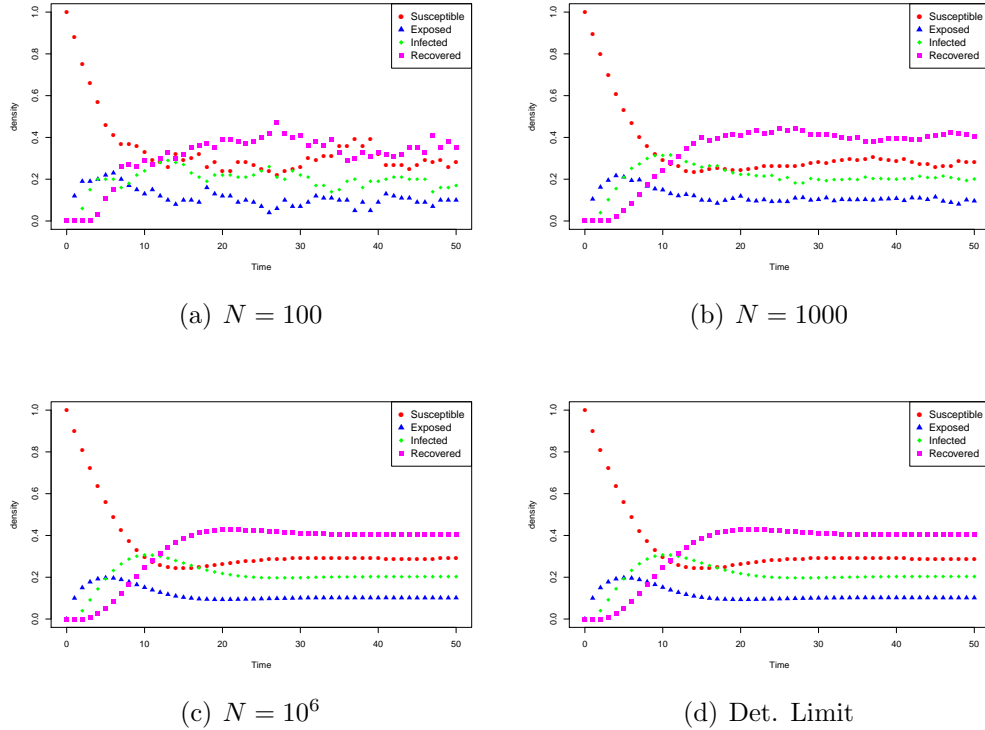 density
0.0 0.2 0.4 0.6 0.8 1.0
Susceptible
Exposed
Infected
Recovered
0 10 20 30 40 50
Time
(a) N = 100
density
0.0 0.2 0.4 0.6 0.8 1.0
Susceptible
Exposed
Infected
Recovered
0 10 20 30 40 50
Time
(b) N = 1000
density
0.0 0.2 0.4 0.6 0.8 1.0
Susceptible
Exposed
Infected
Recovered
0 10 20 30 40 50
Time
(c) N = 10⁶
density
0.0 0.2 0.4 0.6 0.8 1.0
Susceptible
Exposed
Infected
Recovered
0 10 20 30 40 50
Time
(d) Det. Limit